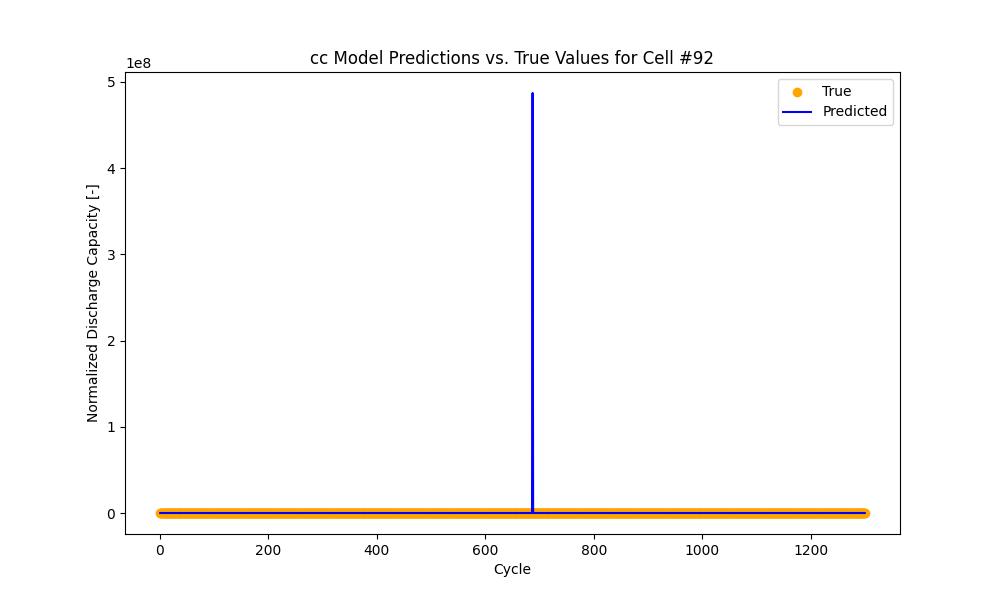 cc Model Predictions vs. True Values for Cell #92
1e8
5
4
3
2
1
0
Normalized Discharge Capacity [-]
True
Predicted
0 200 400 600 800 1000 1200
Cycle